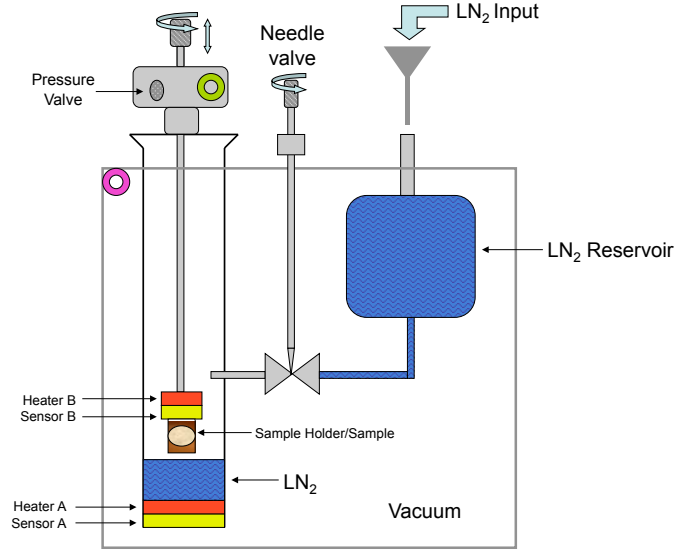 LN₂ Input
Needle
valve
Pressure
Valve
LN₂ Reservoir
Heater B
Sensor B
Sample Holder/Sample
LN₂
Heater A
Sensor A
Vacuum